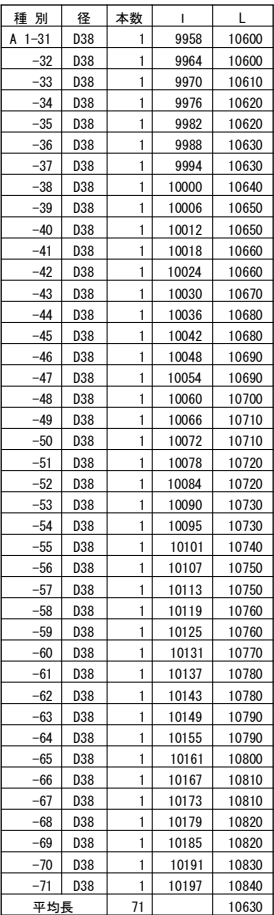 種 別 径 本数 l L
A 1-31 D38 1 9958 10600
-32 D38 1 9964 10600
-33 D38 1 9970 10610
-34 D38 1 9976 10620
-35 D38 1 9982 10620
-36 D38 1 9988 10630
-37 D38 1 9994 10630
-38 D38 1 10000 10640
-39 D38 1 10006 10650
-40 D38 1 10012 10650
-41 D38 1 10018 10660
-42 D38 1 10024 10660
-43 D38 1 10030 10670
-44 D38 1 10036 10680
-45 D38 1 10042 10680
-46 D38 1 10048 10690
-47 D38 1 10054 10690
-48 D38 1 10060 10700
-49 D38 1 10066 10710
-50 D38 1 10072 10710
-51 D38 1 10078 10720
-52 D38 1 10084 10720
-53 D38 1 10090 10730
-54 D38 1 10095 10730
-55 D38 1 10101 10740
-56 D38 1 10107 10750
-57 D38 1 10113 10750
-58 D38 1 10119 10760
-59 D38 1 10125 10760
-60 D38 1 10131 10770
-61 D38 1 10137 10780
-62 D38 1 10143 10780
-63 D38 1 10149 10790
-64 D38 1 10155 10790
-65 D38 1 10161 10800
-66 D38 1 10167 10810
-67 D38 1 10173 10810
-68 D38 1 10179 10820
-69 D38 1 10185 10820
-70 D38 1 10191 10830
-71 D38 1 10197 10840
平均長 71 10630